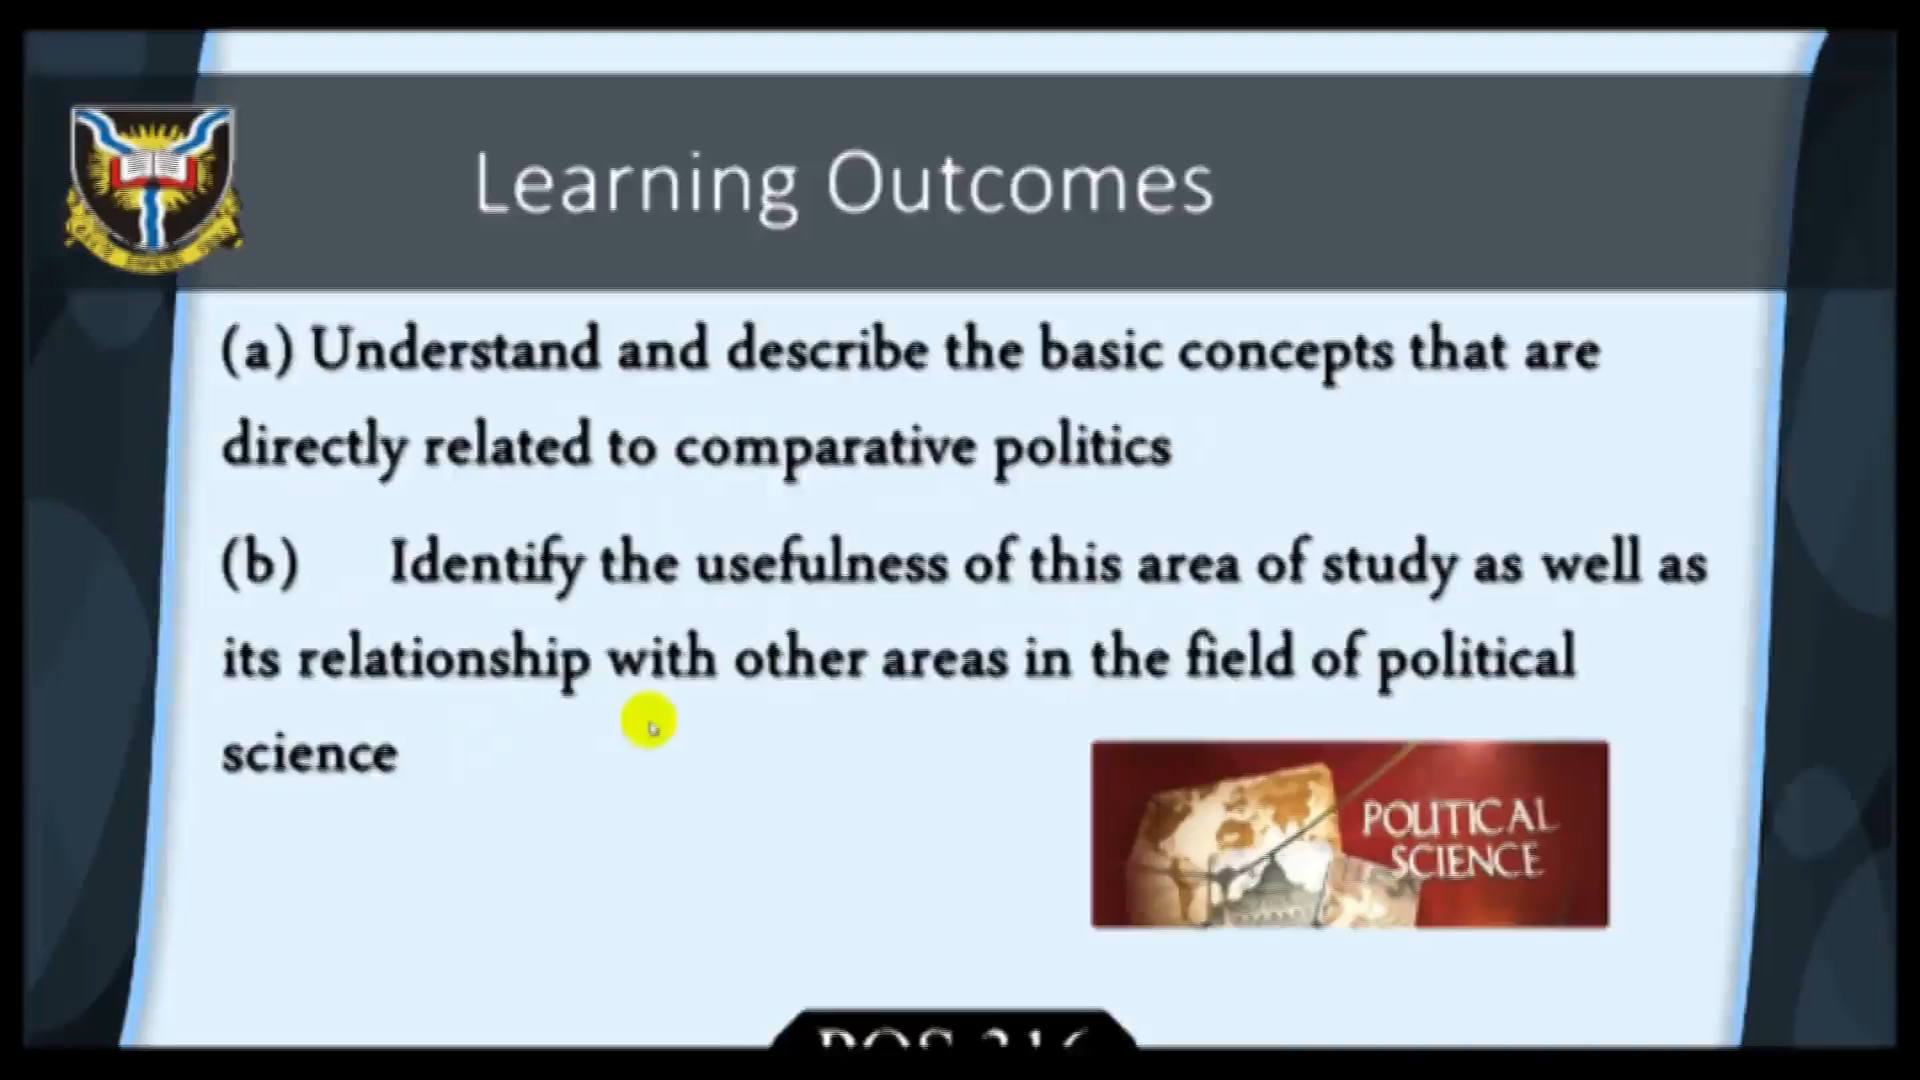 Learning Outcomes
(a) Understand and describe the basic concepts that are
directly related to comparative politics
(b) Identify the usefulness of this area of study as well as
its relationship with other areas in the field of political
science
POLITICAL
SCIENCE